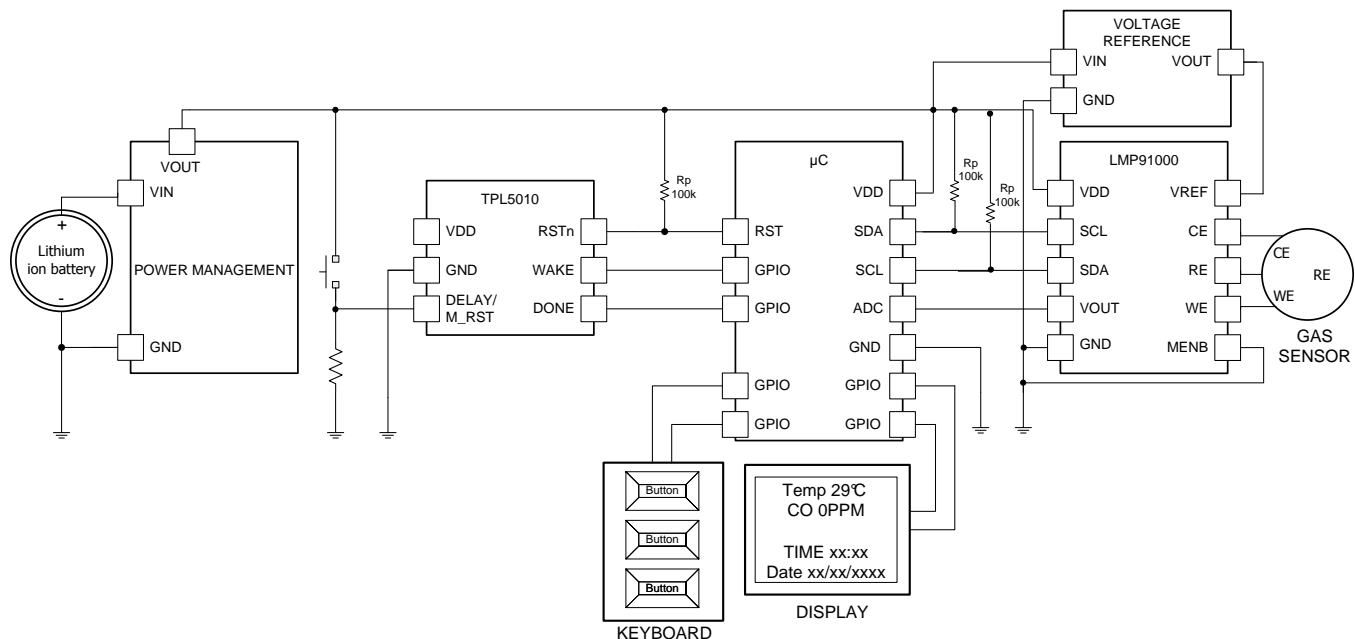 VOLTAGE
REFERENCE
VIN
VOUT
GND
VOUT
VIN
+
Lithium
ion battery
-
POWER MANAGEMENT
GND
TPL5010
VDD
RSTn
GND
WAKE
DELAY/
M_RST
DONE
Rp
100k
µC
VDD
RST
SDA
GPIO
SCL
GPIO
ADC
GND
GPIO
GPIO
GPIO
GPIO
Rp
100k
Rp
100k
LMP91000
VDD
VREF
SCL
CE
SDA
RE
VOUT
WE
GND
MENB
CE
RE
WE
GAS
SENSOR
Button
Button
Button
KEYBOARD
Temp 29°C
CO 0PPM
TIME xx:xx
Date xx/xx/xxxx
DISPLAY